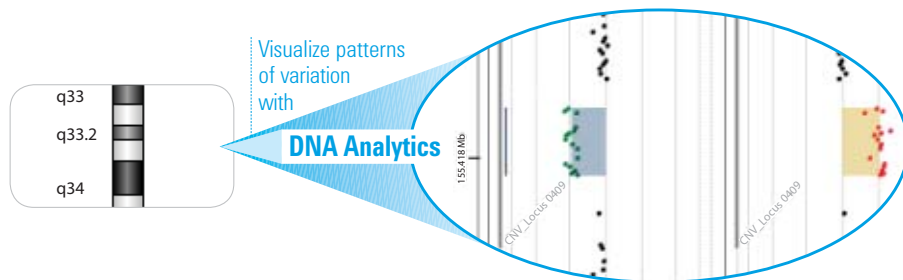 Visualize patterns
of variation
with
DNA Analytics
q33
q33.2
q34
155.418 Mb
CNV_Locus 0409
CNV_Locus 0409